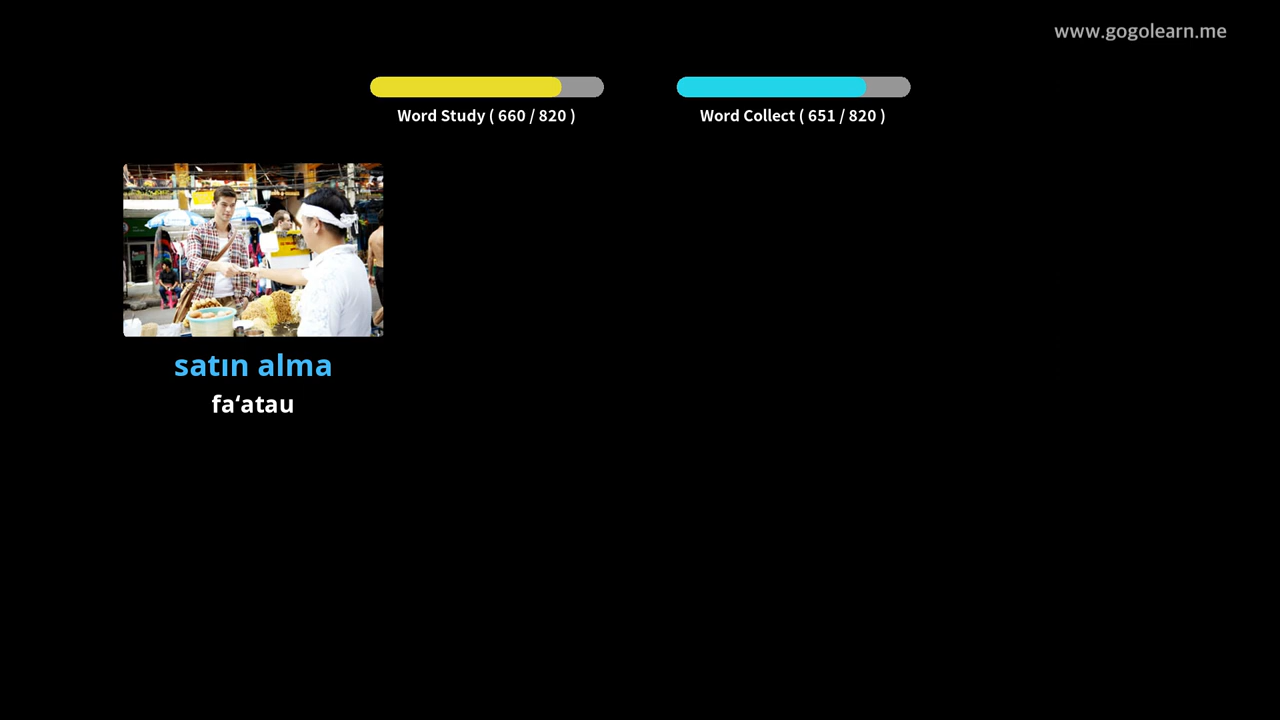 www.gogolearn.me
Word Study ( 660 / 820 )
Word Collect ( 651 / 820 )
satın alma
fa‘atau